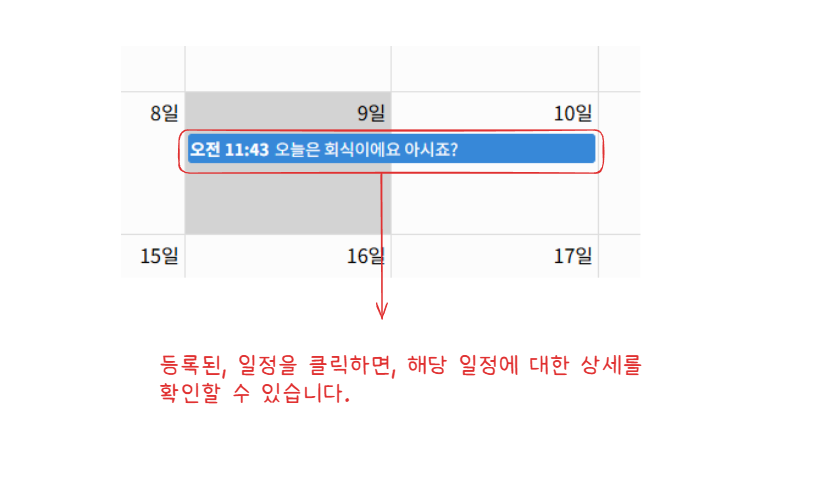 8일 9일 10일
오전 11:43 오늘은 회식이에요 아시죠?
15일 16일 17일
등록된, 일정을 클릭하면, 해당 일정에 대한 상세를
확인할 수 있습니다.